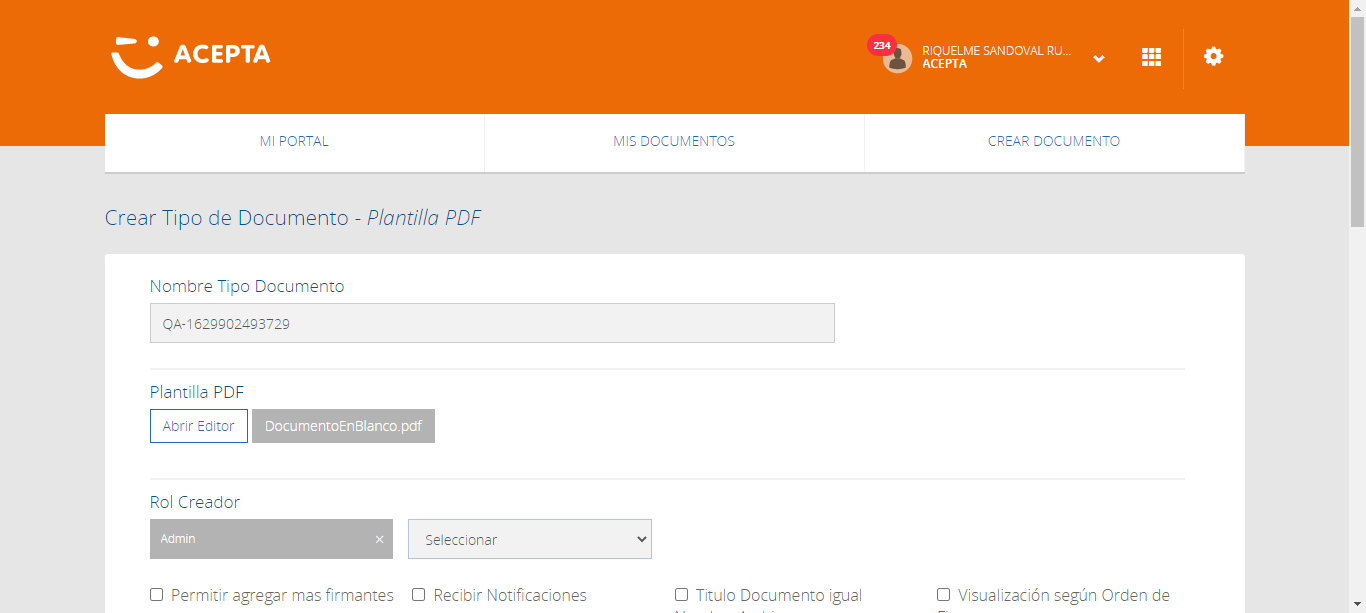 ACEPTA
234
RIQUELME SANDOVAL RU...
ACEPTA
MI PORTAL
MIS DOCUMENTOS
CREAR DOCUMENTO
Crear Tipo de Documento - Plantilla PDF
Nombre Tipo Documento
QA-1629902493729
Plantilla PDF
Abrir Editor
DocumentoEnBlanco.pdf
Rol Creador
Admin ×
Seleccionar
Permitir agregar mas firmantes
Recibir Notificaciones
Titulo Documento igual
Visualización según Orden de